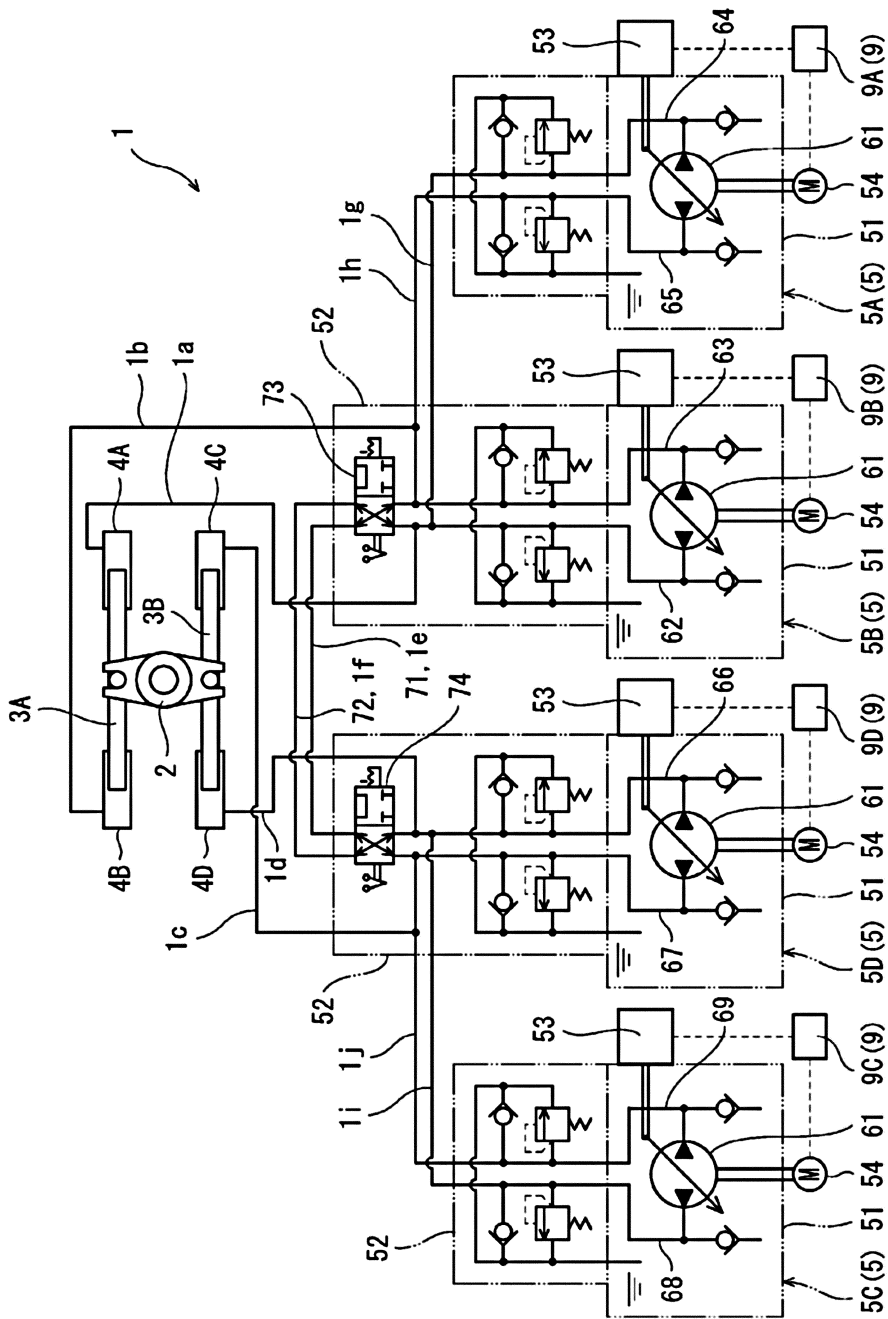 1
1b
1a
4A
4C
3A
3B
2
4B
4D
1d
1c
73
52
1h
1g
72,1f
71,1e
74
52
1j
1i
52
53
64
9A(9)
61
54
51
65
5A(5)
53
63
9B(9)
61
54
51
62
5B(5)
53
66
9D(9)
61
54
51
67
5D(5)
53
69
9C(9)
61
54
51
68
5C(5)
M
M
M
M